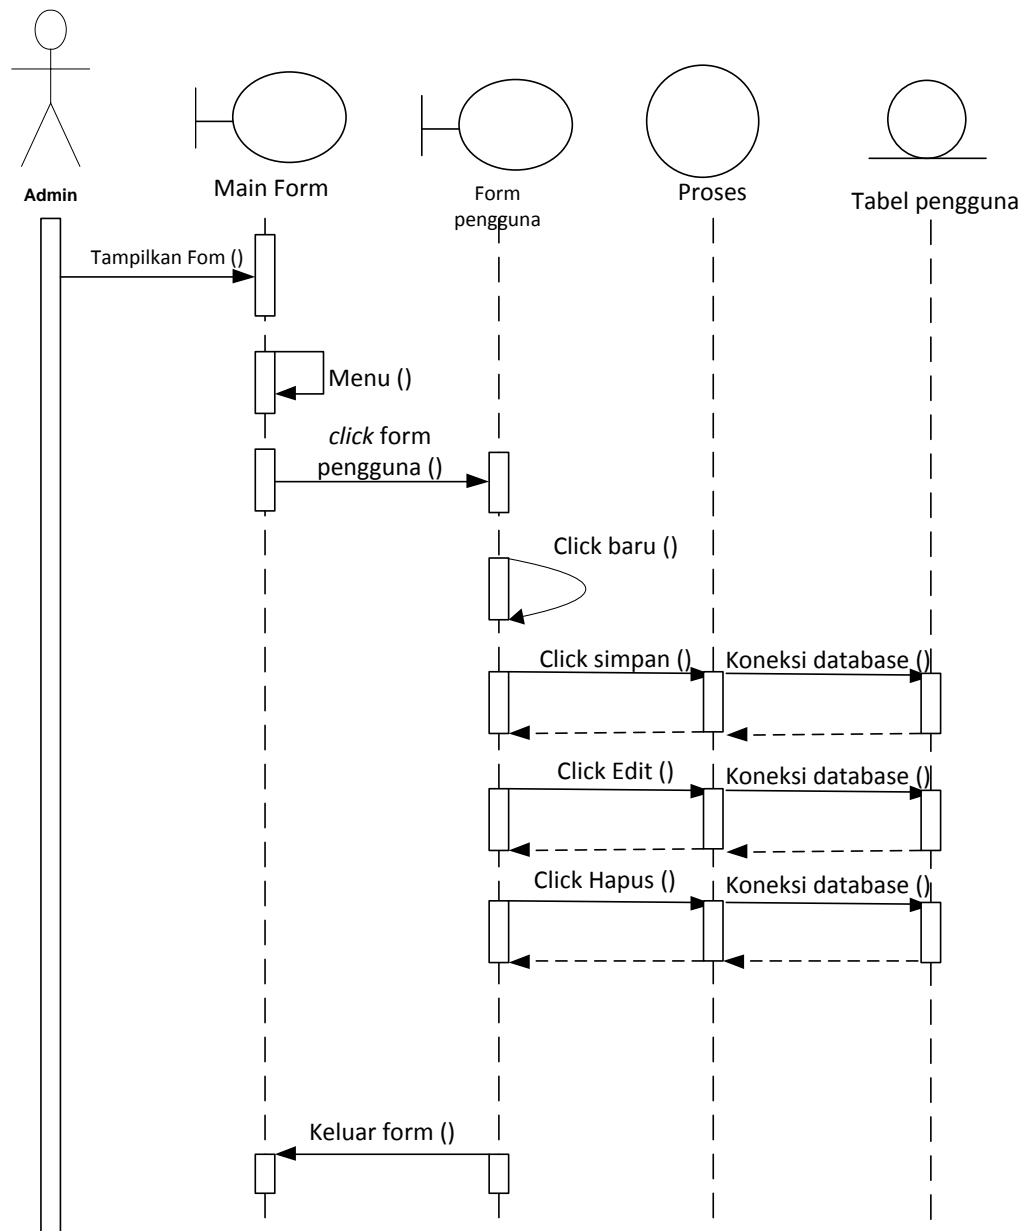 Admin
Main Form
Form
pengguna
Proses
Tabel pengguna
Tampilkan Fom ()
Menu ()
click form
pengguna ()
Click baru ()
Click simpan ()
Koneksi database ()
Click Edit ()
Koneksi database ()
Click Hapus ()
Koneksi database ()
Keluar form ()